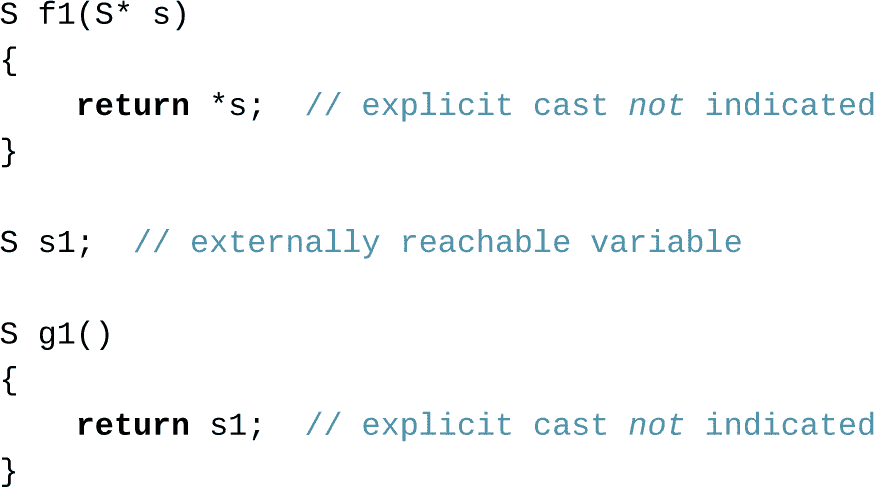 S f1(S* s)
{
    return *s;  // explicit cast not indicated
}

S s1;  // externally reachable variable

S g1()
{
    return s1;  // explicit cast not indicated
}